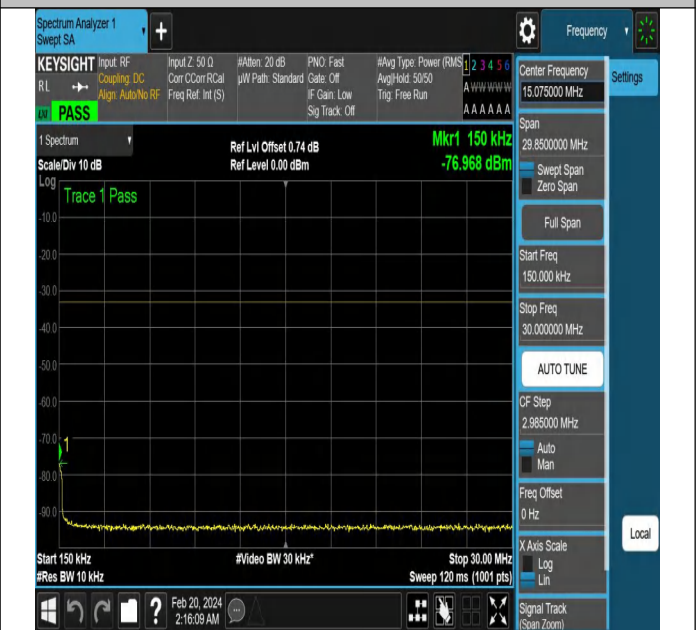 Spectrum Analyzer 1
Swept SA
+
Frequency
KEYSIGHT
RL
PASS
Input: RF
Coupling: DC
Align: Auto/No RF
Input Z: 50 Ω
Corr CCorr RCal
Freq Ref: Int (S)
#Atten: 20 dB
µW Path: Standard
PNO: Fast
Gate: Off
IF Gain: Low
Sig Track: Off
#Avg Type: Power (RMS
Avg|Hold: 50/50
Trig: Free Run
1 2 3 4 5 6
A W W W W W
A A A A A A
1 Spectrum
Scale/Div 10 dB
Ref Lvl Offset 0.74 dB
Ref Level 0.00 dBm
Mkr1 150 kHz
-76.968 dBm
Log
Trace 1 Pass
-10.0
-20.0
-30.0
-40.0
-50.0
-60.0
-70.0
1
-80.0
-90.0
Start 150 kHz
#Res BW 10 kHz
#Video BW 30 kHz*
Stop 30.00 MHz
Sweep 120 ms (1001 pts)
?
Feb 20, 2024
2:16:09 AM
Center Frequency
15.075000 MHz
Settings
Span
29.8500000 MHz
Swept Span
Zero Span
Full Span
Start Freq
150.000 kHz
Stop Freq
30.000000 MHz
AUTO TUNE
CF Step
2.985000 MHz
Auto
Man
Freq Offset
0 Hz
Local
X Axis Scale
Log
Lin
Signal Track
(Span Zoom)